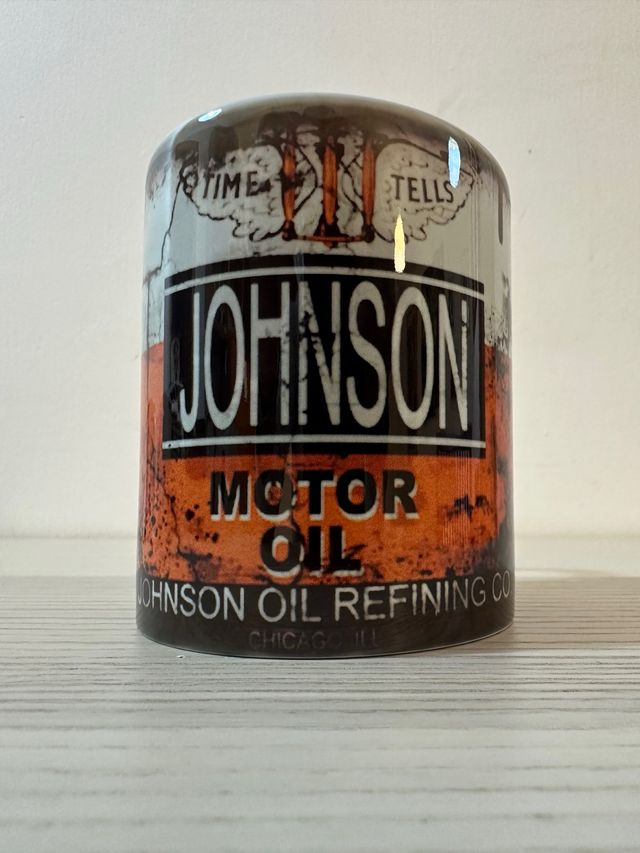 TIME TELLS
JOHNSON
MOTOR
OIL
JOHNSON OIL REFINING CO.
CHICAGO ILL